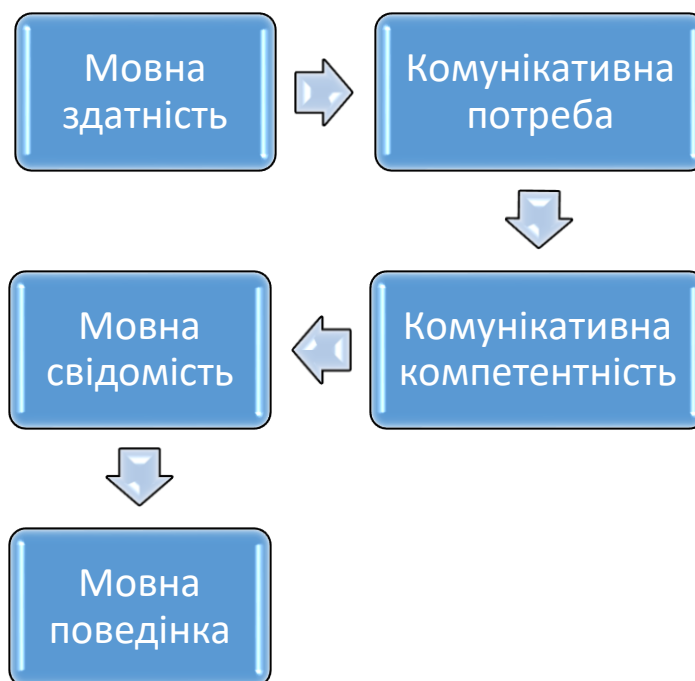 Мовна
здатність
Комунікативна
потреба
Комунікативна
компетентність
Мовна
свідомість
Мовна
поведінка